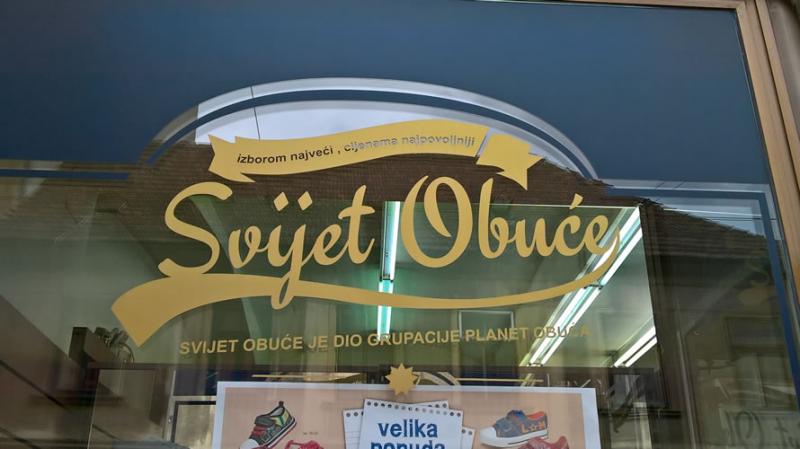 izborom najveći , cijenama najpovoljniji
Svijet Obuće
SVIJET OBUĆE JE DIO GRUPACIJE PLANET OBUĆA
velika
ponuda